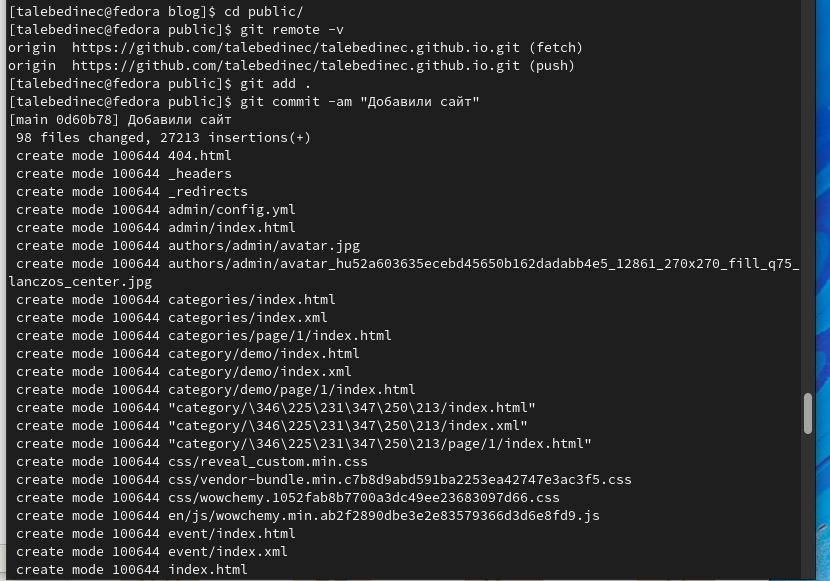 [talebedinec@fedora blog]$ cd public/
[talebedinec@fedora public]$ git remote -v
origin  https://github.com/talebedinec/talebedinec.github.io.git (fetch)
origin  https://github.com/talebedinec/talebedinec.github.io.git (push)
[talebedinec@fedora public]$ git add .
[talebedinec@fedora public]$ git commit -am "Добавили сайт"
[main 0d60b78] Добавили сайт
 98 files changed, 27213 insertions(+)
 create mode 100644 404.html
 create mode 100644 _headers
 create mode 100644 _redirects
 create mode 100644 admin/config.yml
 create mode 100644 admin/index.html
 create mode 100644 authors/admin/avatar.jpg
 create mode 100644 authors/admin/avatar_hu52a603635ecebd45650b162dadabb4e5_12861_270x270_fill_q75_
lanczos_center.jpg
 create mode 100644 categories/index.html
 create mode 100644 categories/index.xml
 create mode 100644 categories/page/1/index.html
 create mode 100644 category/demo/index.html
 create mode 100644 category/demo/index.xml
 create mode 100644 category/demo/page/1/index.html
 create mode 100644 "category/\346\225\231\347\250\213/index.html"
 create mode 100644 "category/\346\225\231\347\250\213/index.xml"
 create mode 100644 "category/\346\225\231\347\250\213/page/1/index.html"
 create mode 100644 css/reveal_custom.min.css
 create mode 100644 css/vendor-bundle.min.c7b8d9abd591ba2253ea42747e3ac3f5.css
 create mode 100644 css/wowchemy.1052fab8b7700a3dc49ee23683097d66.css
 create mode 100644 en/js/wowchemy.min.ab2f2890dbe3e2e83579366d3d6e8fd9.js
 create mode 100644 event/index.html
 create mode 100644 event/index.xml
 create mode 100644 index.html